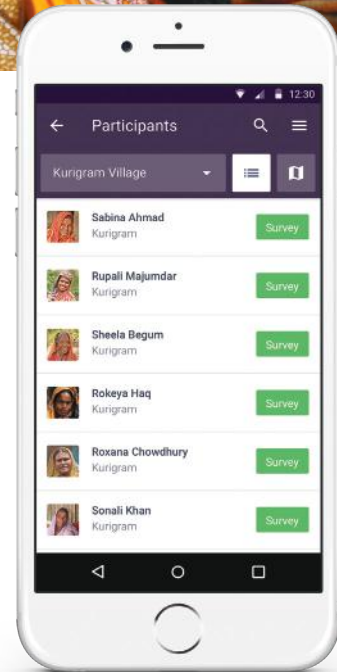 12:30
Participants
Kurigram Village
Sabina Ahmad
Kurigram
Survey
Rupali Majumdar
Kurigram
Survey
Sheela Begum
Kurigram
Survey
Rokeya Haq
Kurigram
Survey
Roxana Chowdhury
Kurigram
Survey
Sonali Khan
Kurigram
Survey